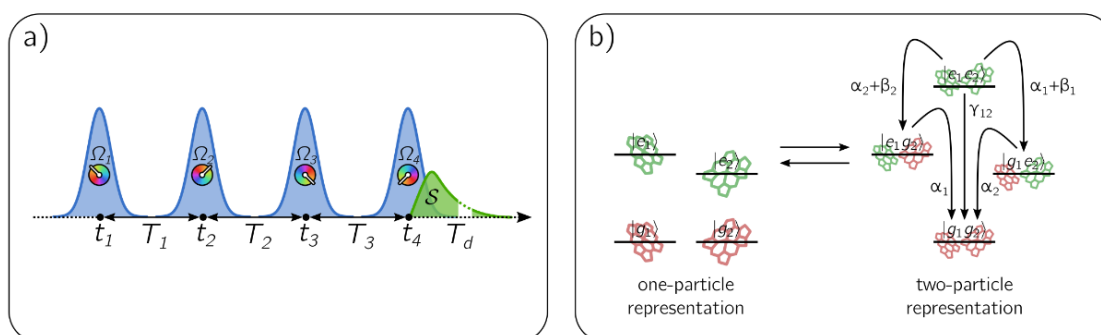 a)
Ω₁ Ω₂ Ω₃ Ω₄
S
t₁ T₁ t₂ T₂ t₃ T₃ t₄ T_d
b)
|e₁e₂⟩
α₂+β₂ α₁+β₁
γ₁₂
|e₁⟩ |e₂⟩ |e₁g₂⟩ |g₁e₂⟩
α₁ α₂
|g₁⟩ |g₂⟩ |g₁g₂⟩
one-particle
representation
two-particle
representation